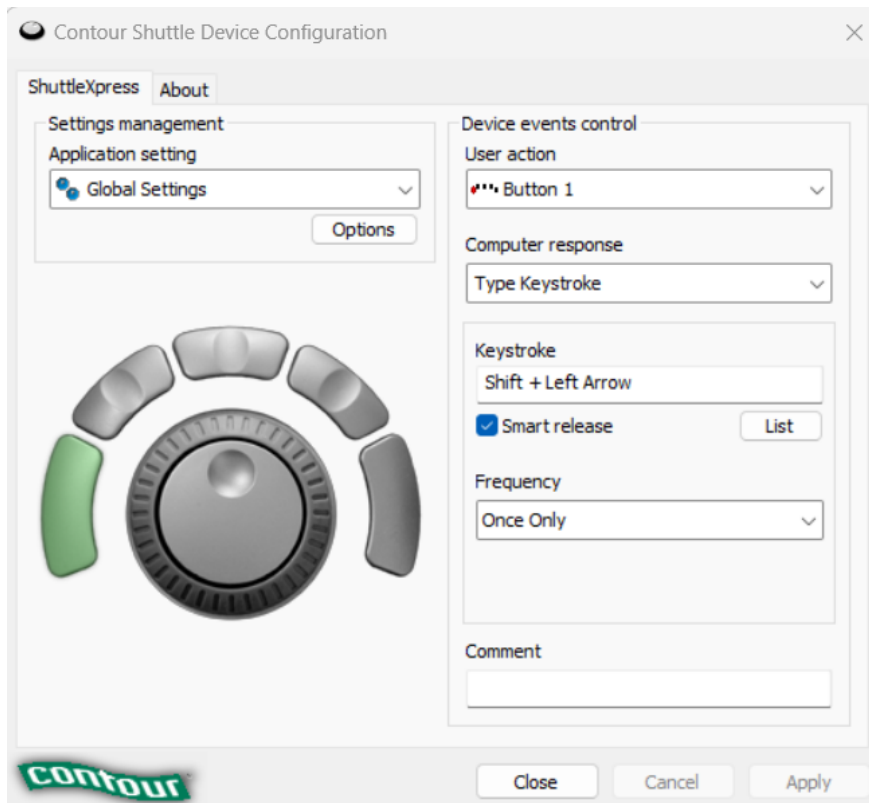 Contour Shuttle Device Configuration
ShuttleXpress
About
Settings management
Application setting
Global Settings
Options
Device events control
User action
Button 1
Computer response
Type Keystroke
Keystroke
Shift + Left Arrow
Smart release
List
Frequency
Once Only
Comment
contour
Close
Cancel
Apply